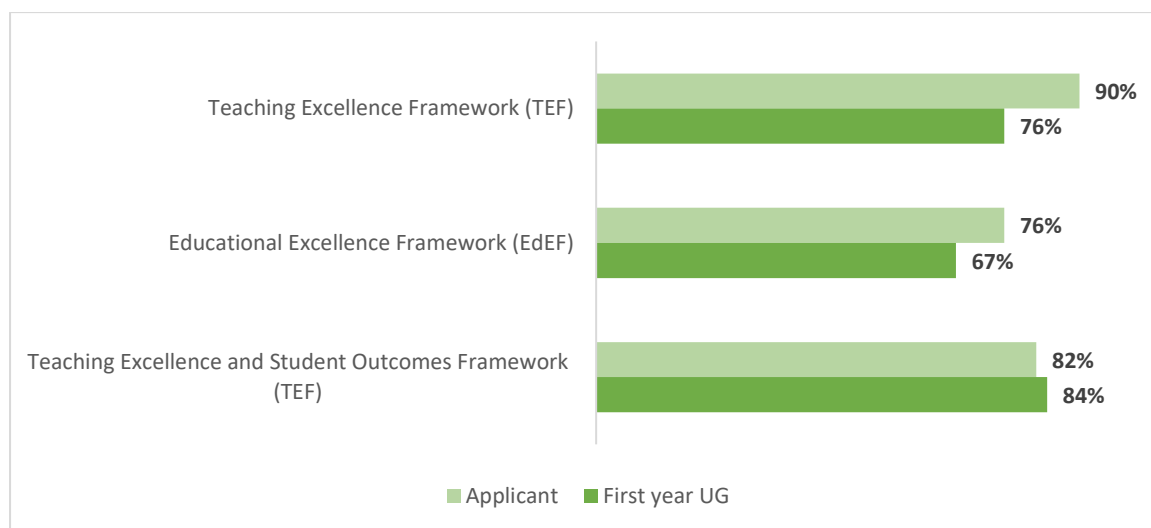 Teaching Excellence Framework (TEF)
90%
76%
Educational Excellence Framework (EdEF)
76%
67%
Teaching Excellence and Student Outcomes Framework
(TEF)
82%
84%
Applicant
First year UG